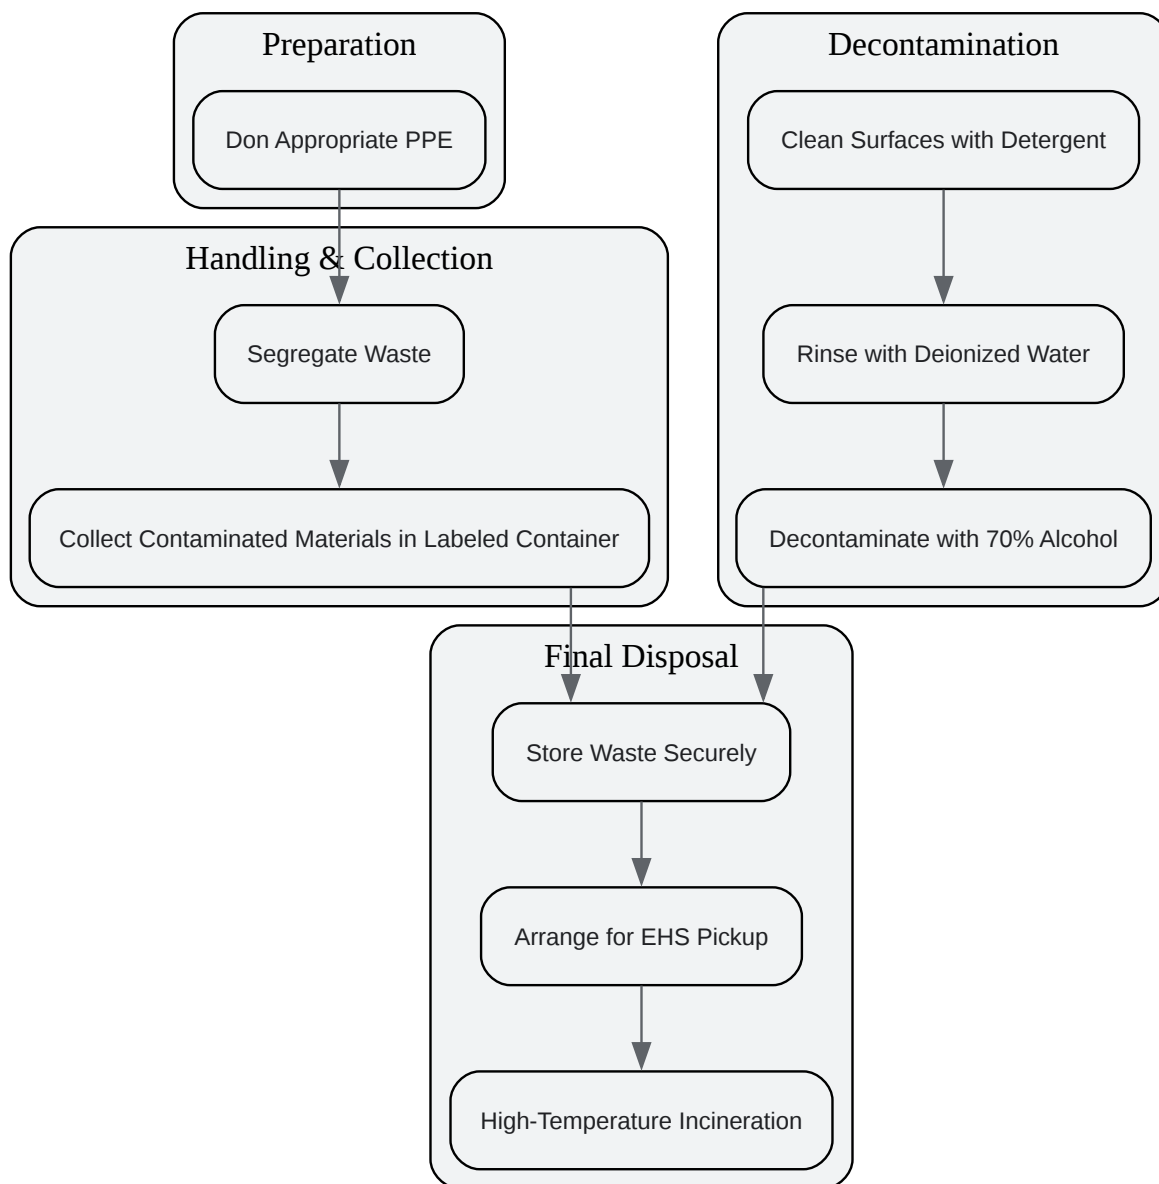 Preparation
Don Appropriate PPE
Handling & Collection
Segregate Waste
Collect Contaminated Materials in Labeled Container
Decontamination
Clean Surfaces with Detergent
Rinse with Deionized Water
Decontaminate with 70% Alcohol
Final Disposal
Store Waste Securely
Arrange for EHS Pickup
High-Temperature Incineration